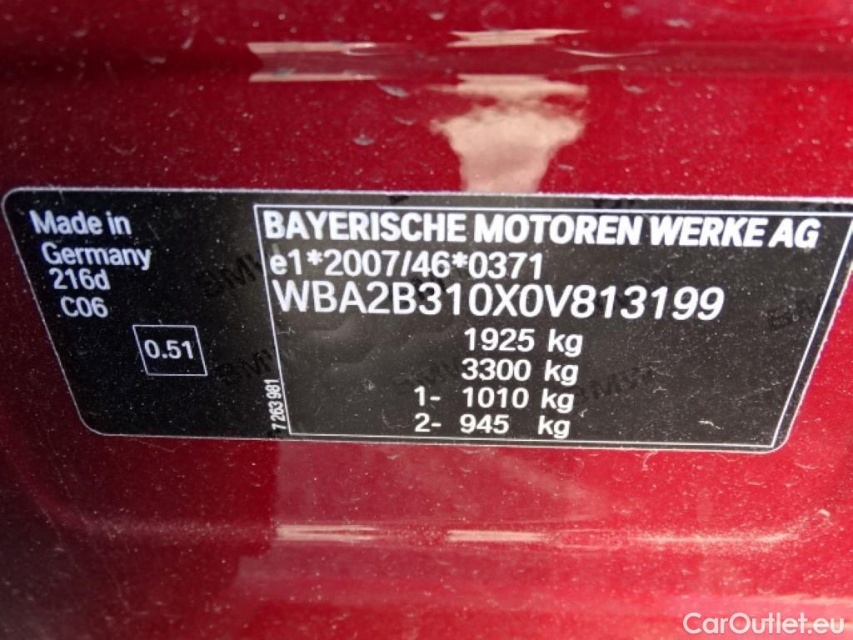 Made in
Germany
216d
C06
0.51
7 263 981
BAYERISCHE MOTOREN WERKE AG
e1*2007/46*0371
WBA2B310X0V813199
1925 kg
3300 kg
1- 1010 kg
2- 945 kg
CarOutlet.eu